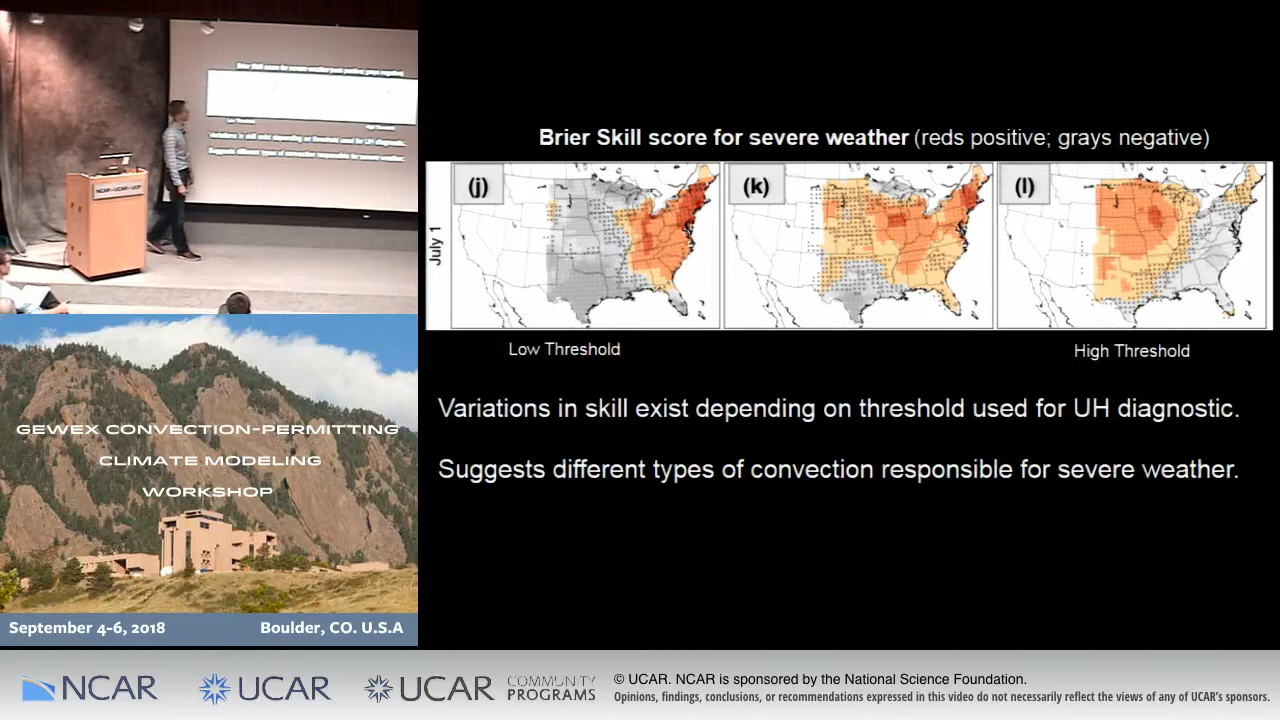 Brier Skill score for severe weather (reds positive; grays negative)
(j)
(k)
(l)
July 1
Low Threshold
High Threshold
Variations in skill exist depending on threshold used for UH diagnostic.
Suggests different types of convection responsible for severe weather.
NCAR
UCAR
UCP
GEWEX CONVECTION-PERMITTING
CLIMATE MODELING
WORKSHOP
September 4-6, 2018
Boulder, CO. U.S.A
NCAR
UCAR
UCAR
COMMUNITY
PROGRAMS
© UCAR. NCAR is sponsored by the National Science Foundation.
Opinions, findings, conclusions, or recommendations expressed in this video do not necessarily reflect the views of any of UCAR's sponsors.